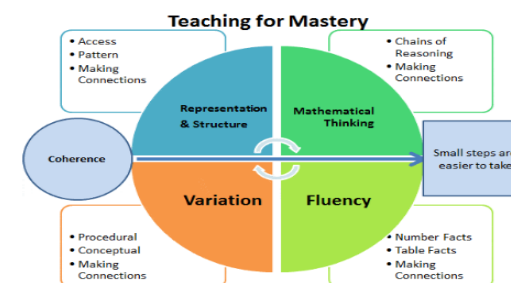 Teaching for Mastery
• Access
• Pattern
• Making
Connections
• Chains of
Reasoning
• Making
Connections
Representation
& Structure
Mathematical
Thinking
Coherence
Small steps are
easier to take
Variation
Fluency
• Procedural
• Conceptual
• Making
Connections
• Number Facts
• Table Facts
• Making
Connections